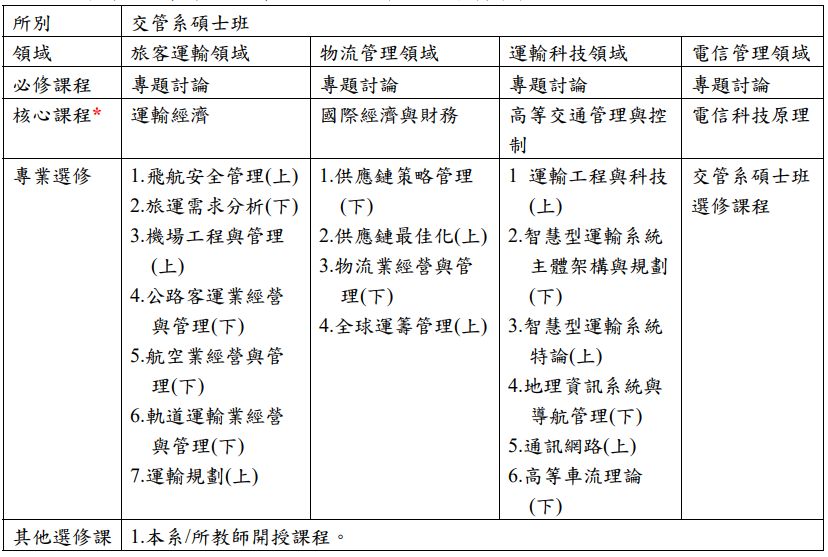 所別 交管系碩士班
領域 旅客運輸領域 物流管理領域 運輸科技領域 電信管理領域
必修課程 專題討論 專題討論 專題討論 專題討論
核心課程* 運輸經濟 國際經濟與財務 高等交通管理與控
制 電信科技原理
專業選修
1.飛航安全管理(上)
2.旅運需求分析(下)
3.機場工程與管理
(上)
4.公路客運業經營
與管理(下)
5.航空業經營與管
理(下)
6.軌道運輸業經營
與管理(下)
7.運輸規劃(上)
1.供應鏈策略管理
(下)
2.供應鏈最佳化(上)
3.物流業經營與管
理(下)
4.全球運籌管理(上)
1 運輸工程與科技
(上)
2.智慧型運輸系統
主體架構與規劃
(下)
3.智慧型運輸系統
特論(上)
4.地理資訊系統與
導航管理(下)
5.通訊網路(上)
6.高等車流理論
(下)
交管系碩士班
選修課程
其他選修課 1.本系/所教師開授課程。